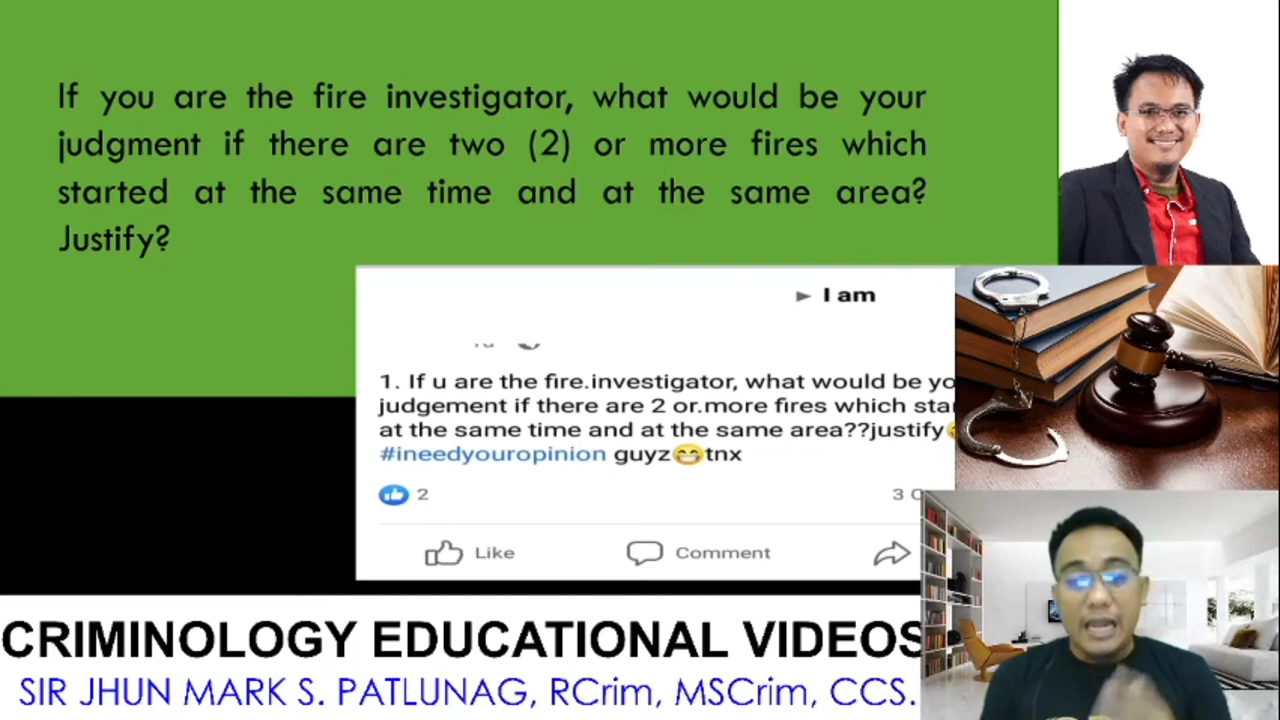 If you are the fire investigator, what would be your
judgment if there are two (2) or more fires which
started at the same time and at the same area?
Justify?
► I am
1. If u are the fire.investigator, what would be yo
judgement if there are 2 or.more fires which star
at the same time and at the same area??justify
#ineedyouropinion guyz😁tnx
2
3 C
Like
Comment
CRIMINOLOGY EDUCATIONAL VIDEOS
SIR JHUN MARK S. PATLUNAG, RCrim, MSCrim, CCS.